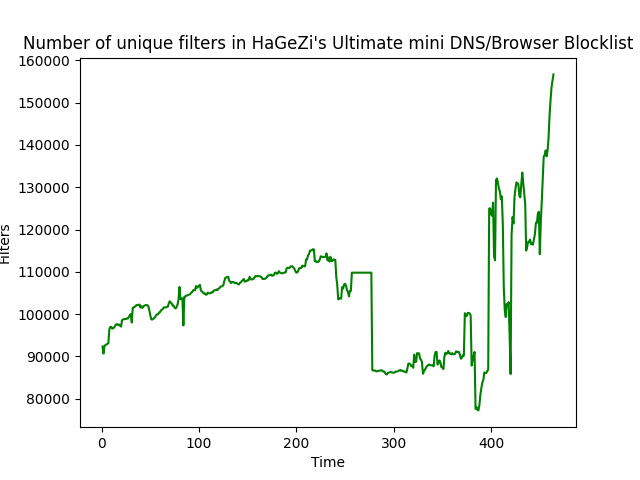 Number of unique filters in HaGeZi's Ultimate mini DNS/Browser Blocklist
160000
150000
140000
130000
120000
110000
100000
90000
80000
Filters
0 100 200 300 400
Time